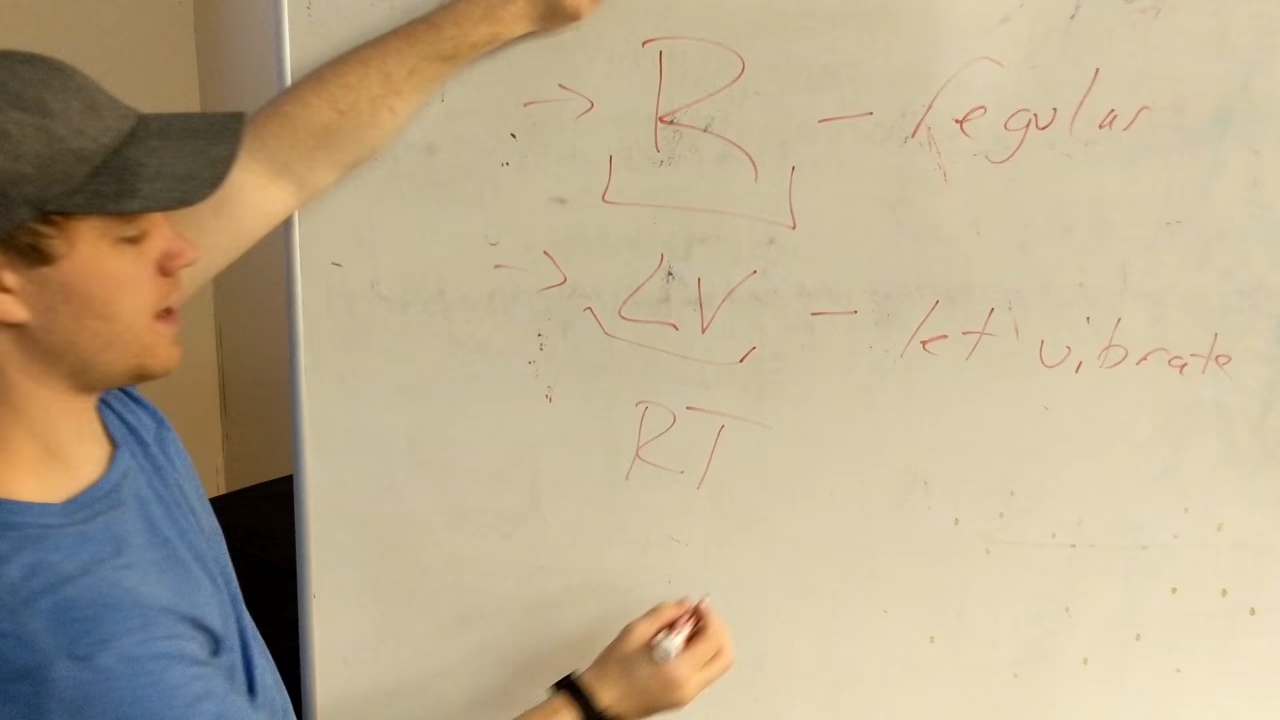 → R - regular
→ LV - let vibrate
RT